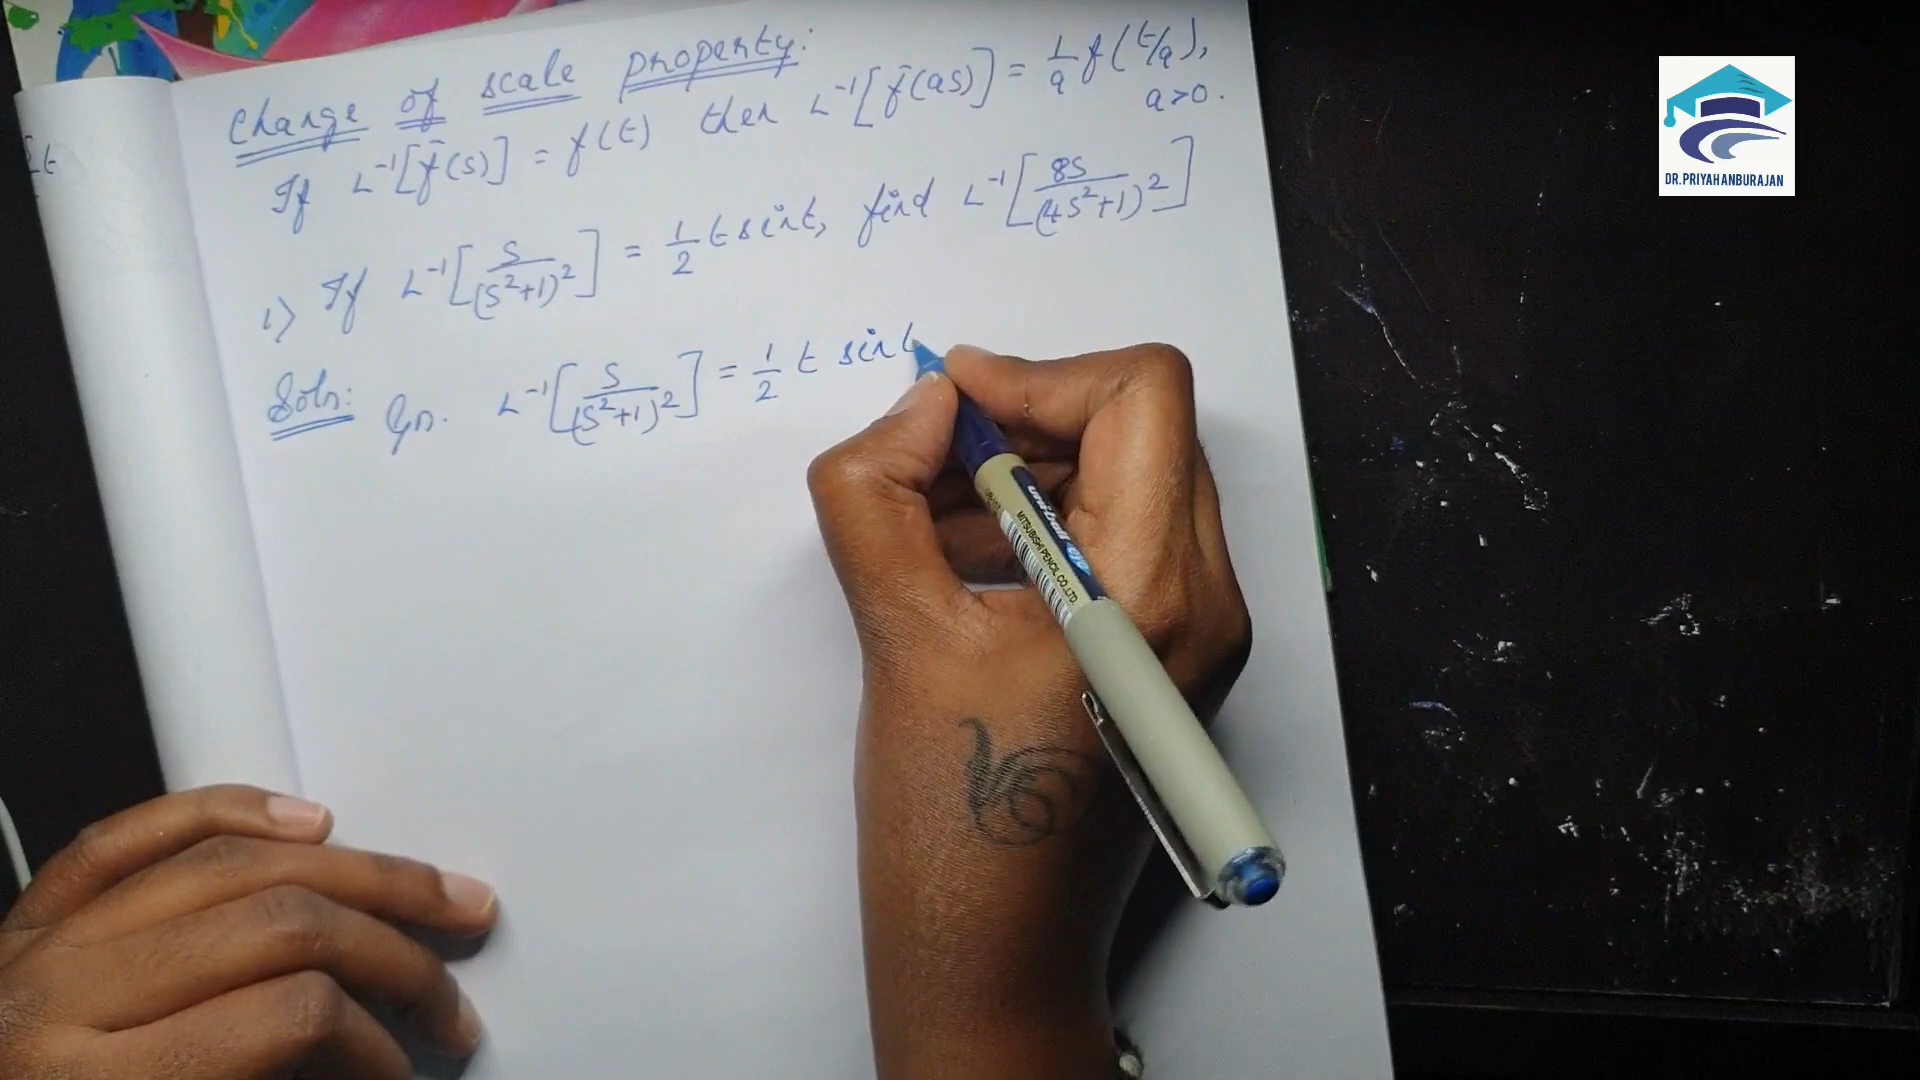 Change of scale property:
If L⁻¹[f̄(s)] = f(t) then L⁻¹[f̄(as)] = 1/a f(t/a), a>0.
1) If L⁻¹[s/(s²+1)²] = 1/2 t sin t, find L⁻¹[8s/(4s²+1)²]
Soln: Gn. L⁻¹[s/(s²+1)²] = 1/2 t sin t
DR.PRIYAHANBURAJAN
uni-ball
MITSUBISHI PENCIL CO.,LTD.